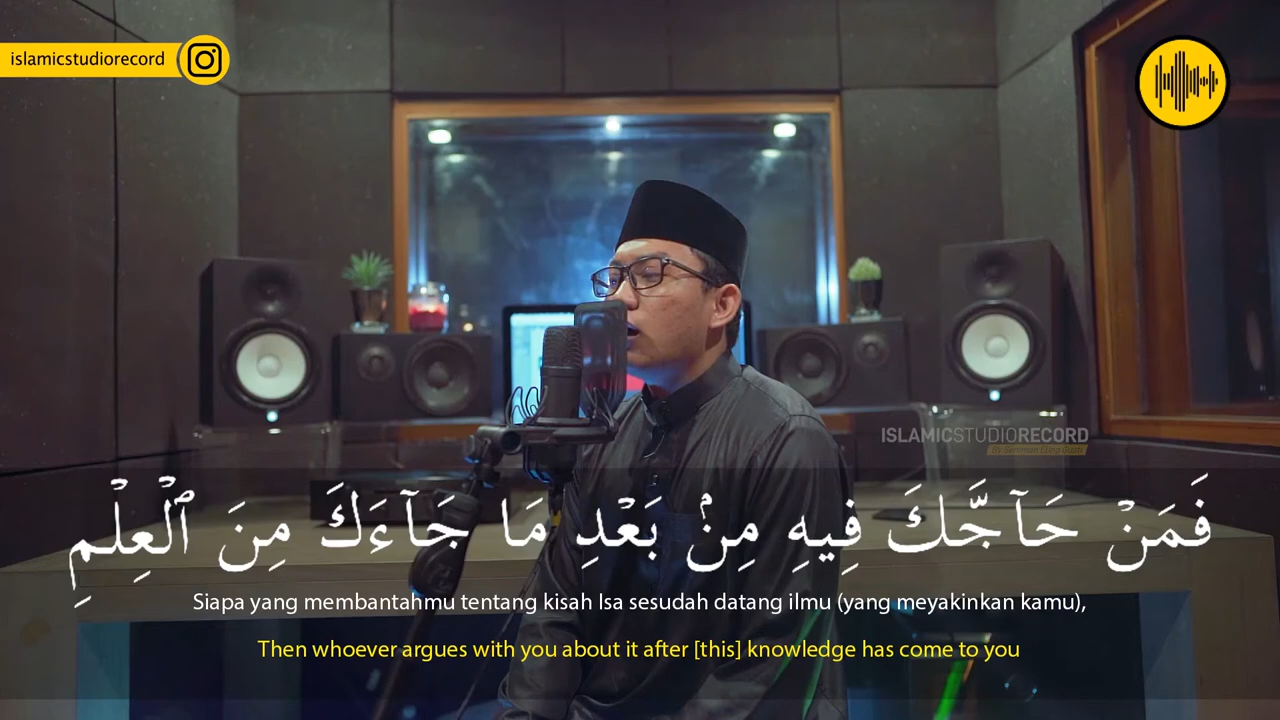 islamicstudiorecord
ISLAMICSTUDIORECORD
فَمَنْ حَآجَّكَ فِيهِ مِنۢ بَعْدِ مَا جَآءَكَ مِنَ ٱلْعِلْمِ
Siapa yang membantahmu tentang kisah Isa sesudah datang ilmu (yang meyakinkan kamu),
Then whoever argues with you about it after [this] knowledge has come to you